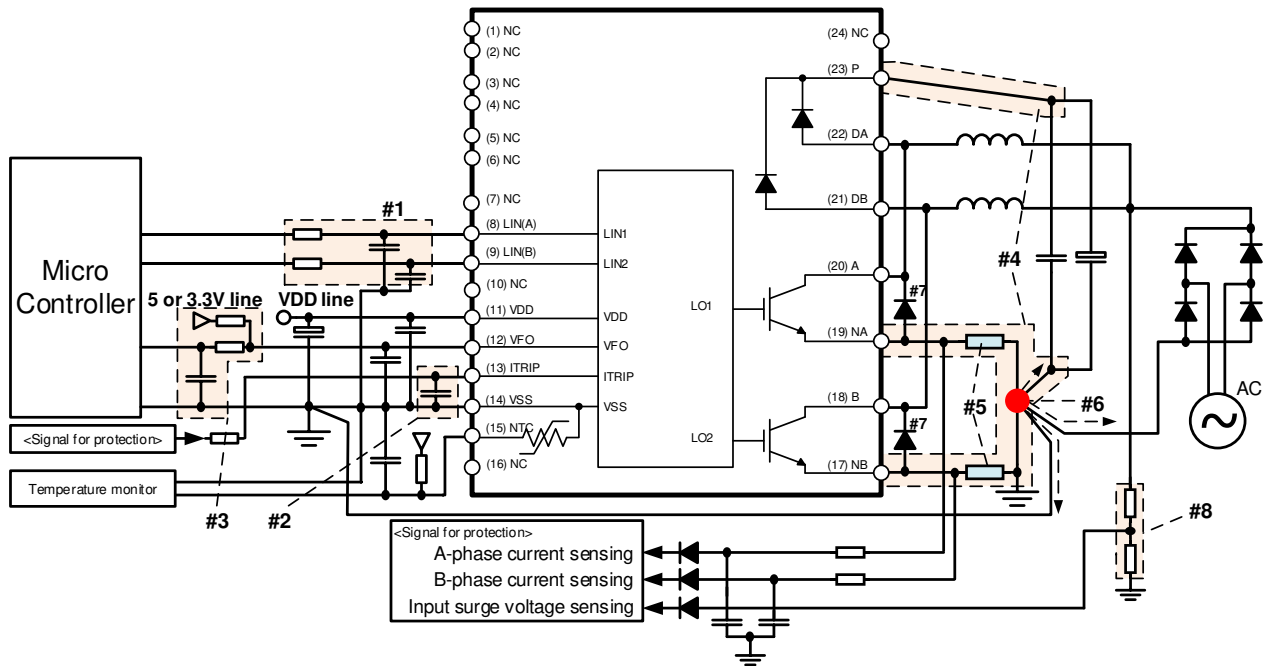 (1) NC
(2) NC
(3) NC
(4) NC
(5) NC
(6) NC
(7) NC
(8) LIN(A)
(9) LIN(B)
(10) NC
(11) VDD
(12) VFO
(13) ITRIP
(14) VSS
(15) NTC
(16) NC
(24) NC
(23) P
(22) DA
(21) DB
(20) A
(19) NA
(18) B
(17) NB
LIN1
LIN2
VDD
VFO
ITRIP
VSS
LO1
LO2
Micro
Controller
#1
5 or 3.3V line
VDD line
<Signal for protection>
Temperature monitor
#3
#2
#4
#7
#5
#7
#6
AC
#8
<Signal for protection>
A-phase current sensing
B-phase current sensing
Input surge voltage sensing